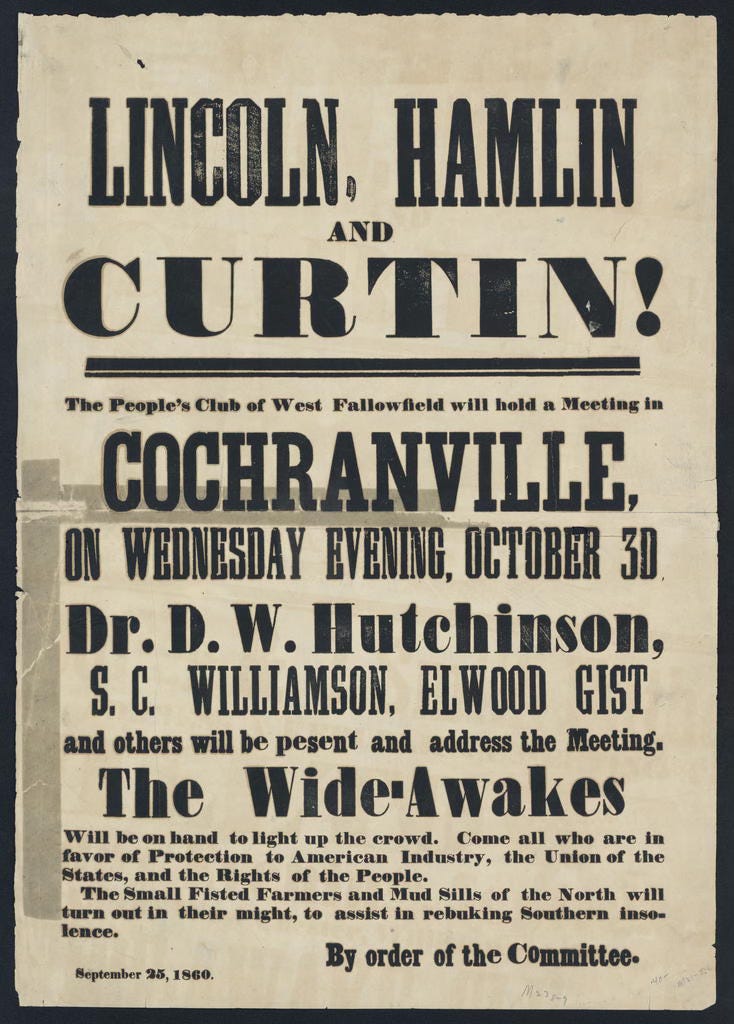 LINCOLN, HAMLIN
AND
CURTIN!
The People's Club of West Fallowfield will hold a Meeting in
COCHRANVILLE,
ON WEDNESDAY EVENING, OCTOBER 3D,
Dr. D. W. Hutchinson,
S. C. WILLIAMSON, ELWOOD GIST
and others will be pesent and address the Meeting.
The Wide-Awakes
Will be on hand to light up the crowd. Come all who are in
favor of Protection to American Industry, the Union of the
States, and the Rights of the People.
The Small Fisted Farmers and Mud Sills of the North will
turn out in their might, to assist in rebuking Southern inso-
lence.
By order of the Committee.
September 25, 1860.